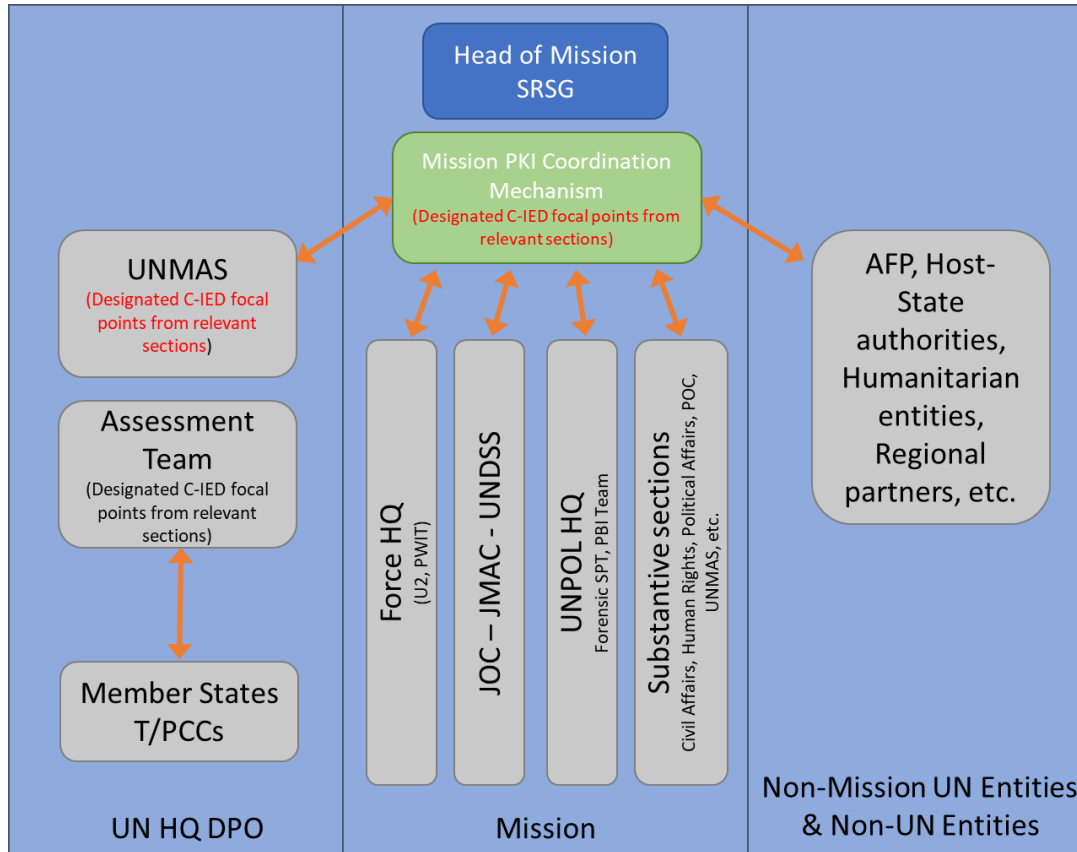 Head of Mission
SRSG
Mission PKI Coordination
Mechanism
(Designated C-IED focal points from
relevant sections)
UNMAS
(Designated C-IED focal
points from relevant
sections)
Assessment
Team
(Designated C-IED focal
points from relevant
sections)
Member States
T/PCCs
UN HQ DPO
Force HQ
(U2, PWIT)
JOC – JMAC - UNDSS
UNPOL HQ
Forensic SPT, PBI Team
Substantive sections
Civil Affairs, Human Rights, Political Affairs, POC,
UNMAS, etc.
Mission
AFP, Host-
State
authorities,
Humanitarian
entities,
Regional
partners, etc.
Non-Mission UN Entities
& Non-UN Entities